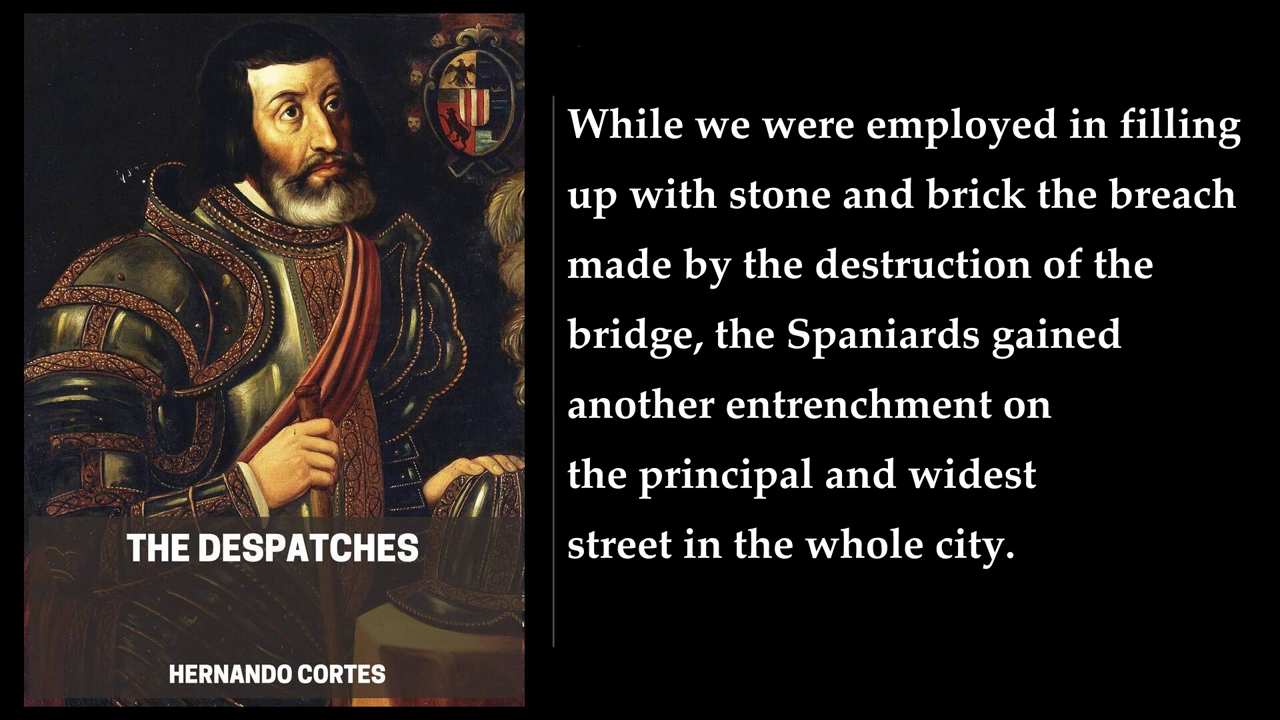 THE DESPATCHES
HERNANDO CORTES
While we were employed in filling
up with stone and brick the breach
made by the destruction of the
bridge, the Spaniards gained
another entrenchment on
the principal and widest
street in the whole city.